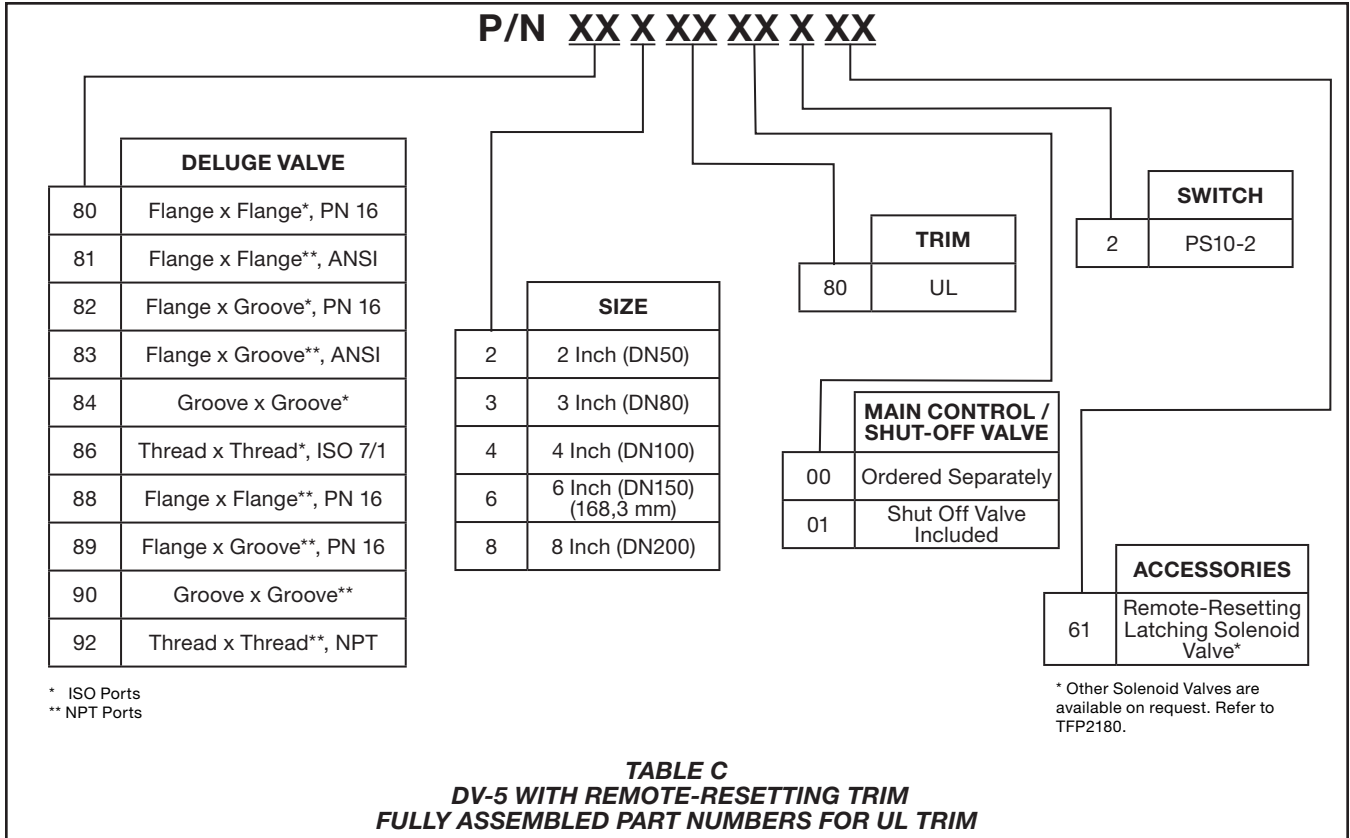 P/N XX X XX XX X XX
DELUGE VALVE
80 Flange x Flange*, PN 16
81 Flange x Flange**, ANSI
82 Flange x Groove*, PN 16
83 Flange x Groove**, ANSI
84 Groove x Groove*
86 Thread x Thread*, ISO 7/1
88 Flange x Flange**, PN 16
89 Flange x Groove**, PN 16
90 Groove x Groove**
92 Thread x Thread**, NPT
* ISO Ports
** NPT Ports
SIZE
2 2 Inch (DN50)
3 3 Inch (DN80)
4 4 Inch (DN100)
6 6 Inch (DN150)
(168,3 mm)
8 8 Inch (DN200)
TRIM
80 UL
MAIN CONTROL /
SHUT-OFF VALVE
00 Ordered Separately
01 Shut Off Valve
Included
SWITCH
2 PS10-2
ACCESSORIES
61 Remote-Resetting
Latching Solenoid
Valve*
* Other Solenoid Valves are
available on request. Refer to
TFP2180.
TABLE C
DV-5 WITH REMOTE-RESETTING TRIM
FULLY ASSEMBLED PART NUMBERS FOR UL TRIM